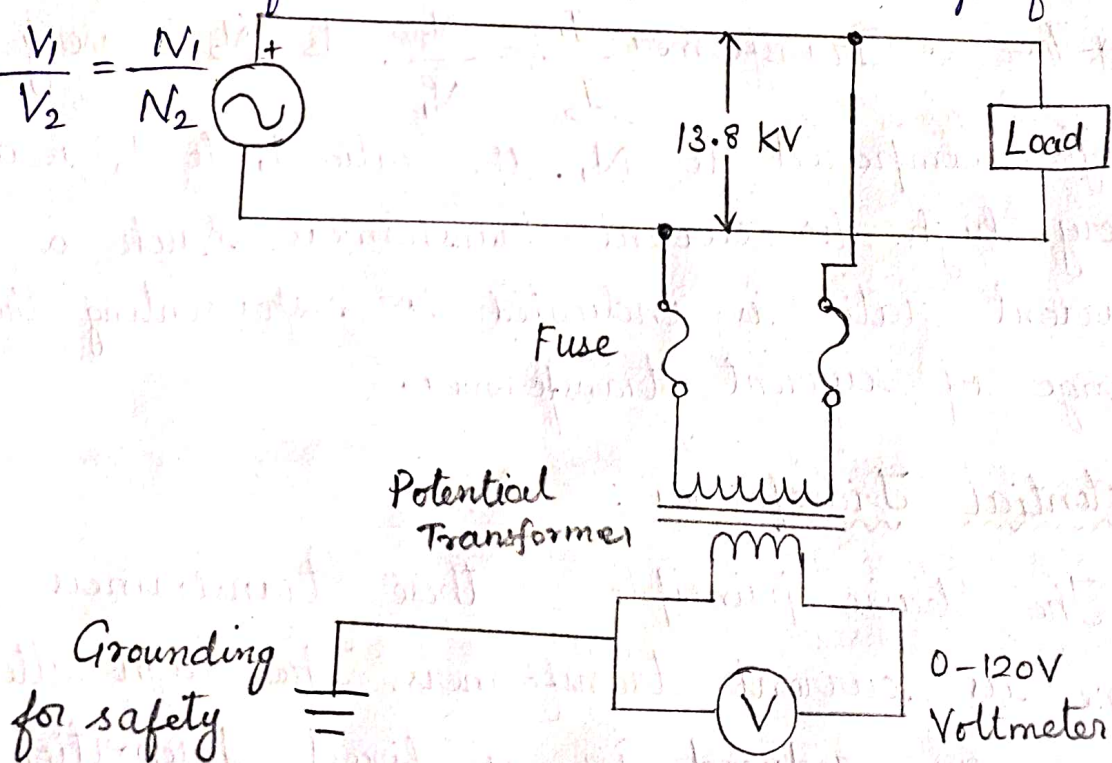 V1 / V2 = N1 / N2
+
13.8 KV
Load
Fuse
Potential
Transformer
Grounding
for safety
V
0-120V
Voltmeter